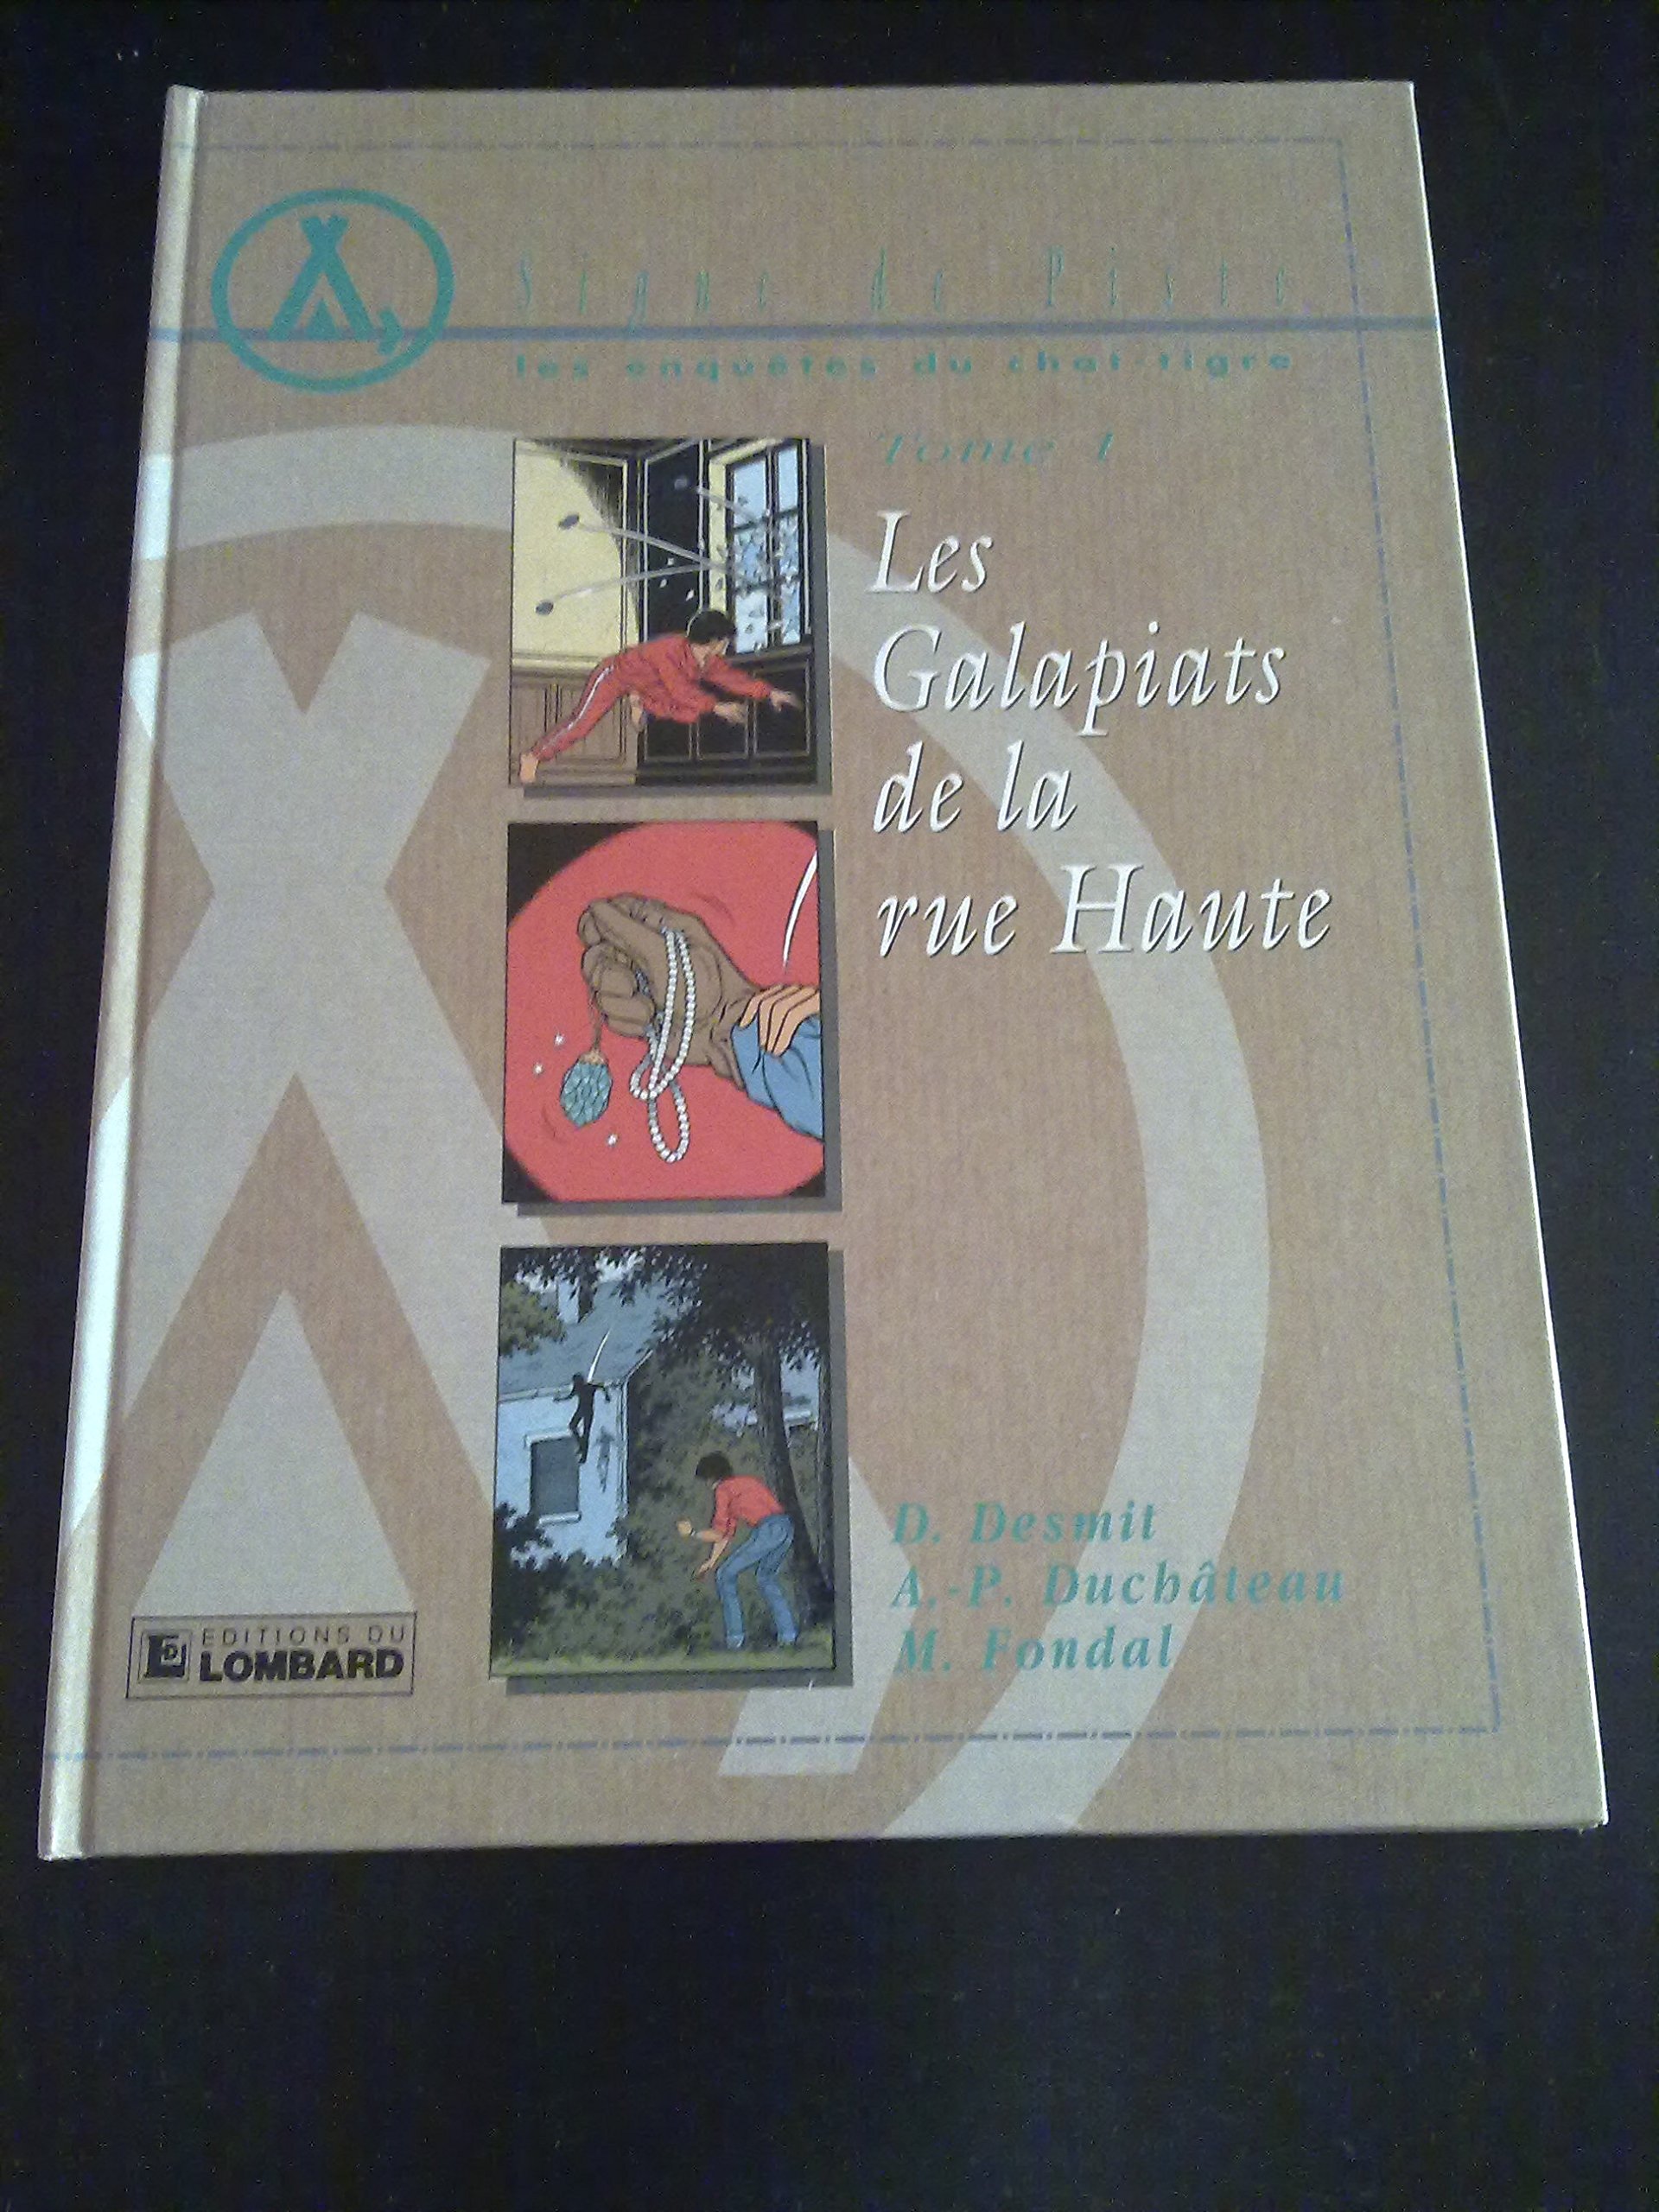 Signe de Piste
les enquêtes du chat-tigre
Tome 1
Les
Galapiats
de la
rue Haute
D. Desmit
A.-P. Duchâteau
M. Fondal
EDITIONS DU
LOMBARD